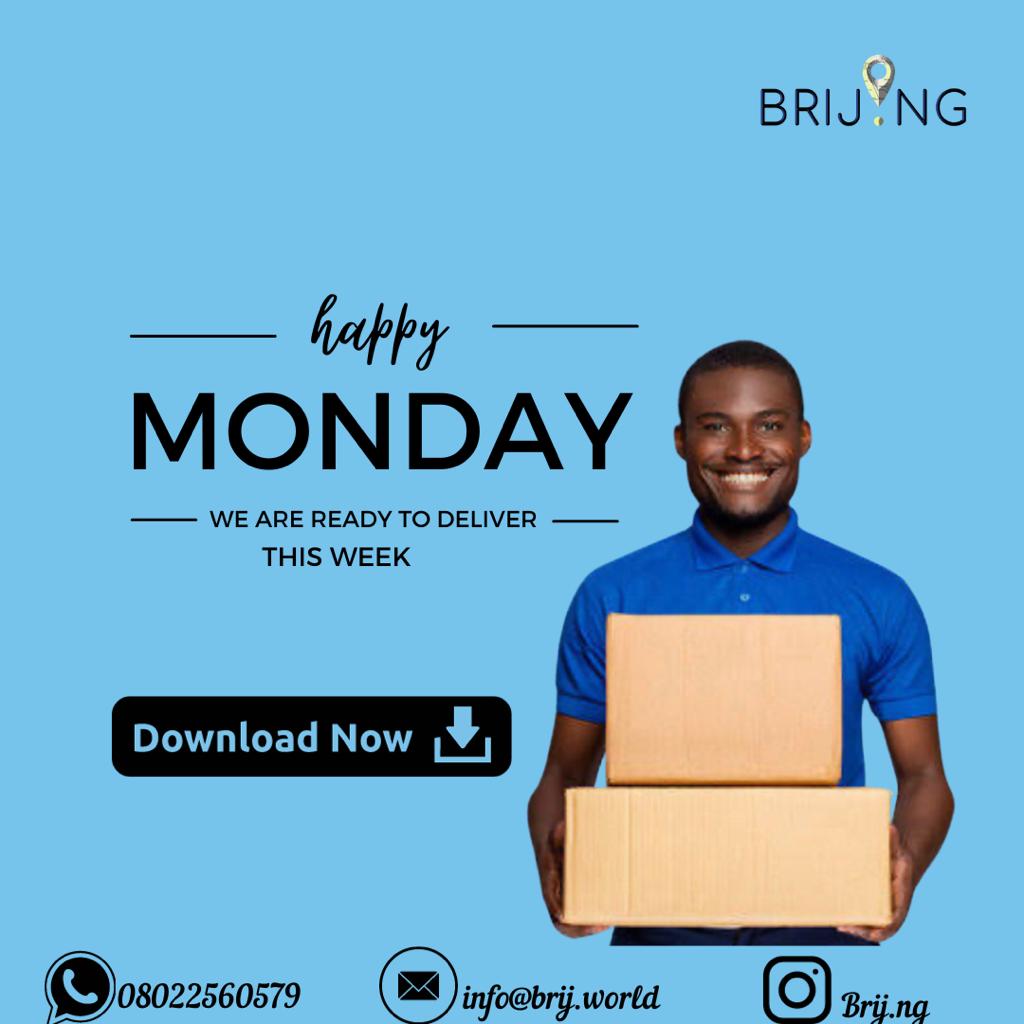 BRIJ.NG
happy
MONDAY
WE ARE READY TO DELIVER
THIS WEEK
Download Now
08022560579
info@brij.world
Brij.ng